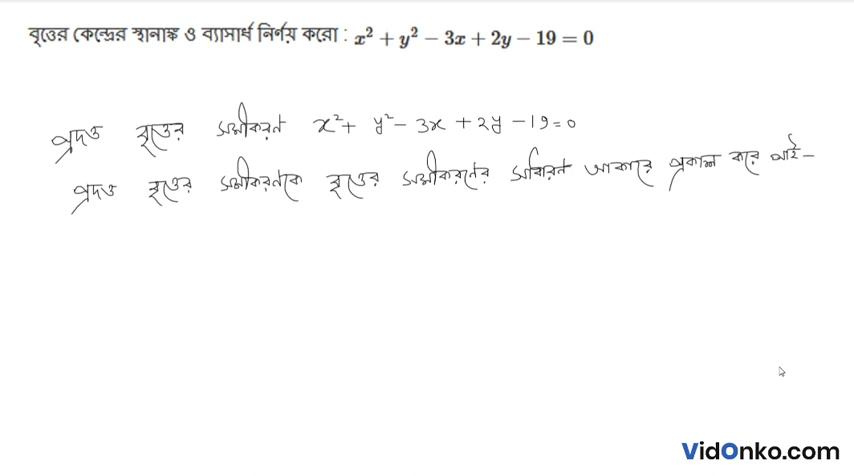 বৃত্তের কেন্দ্রের স্থানাঙ্ক ও ব্যাসার্ধ নির্ণয় করো : x² + y² − 3x + 2y − 19 = 0
প্রদত্ত বৃত্তের সমীকরণ x² + y² − 3x + 2y − 19 = 0
প্রদত্ত বৃত্তের সমীকরণকে বৃত্তের সমীকরণের সাধারণ আকারে প্রকাশ করে পাই −
VidOnko.com